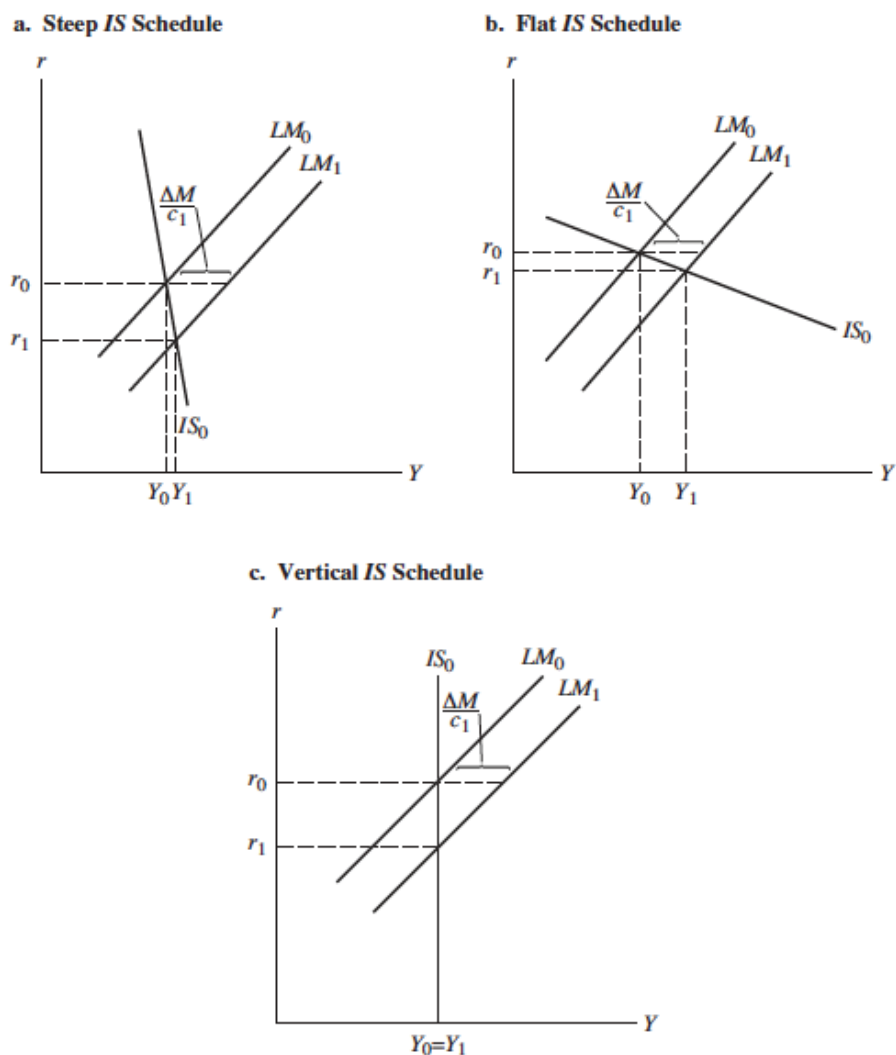 a. Steep IS Schedule
r
LM₀
LM₁
ΔM
c₁
r₀
r₁
IS₀
Y₀ Y₁
Y
b. Flat IS Schedule
r
LM₀
LM₁
ΔM
c₁
r₀
r₁
IS₀
Y₀ Y₁
Y
c. Vertical IS Schedule
r
IS₀
LM₀
LM₁
ΔM
c₁
r₀
r₁
Y
Y₀=Y₁